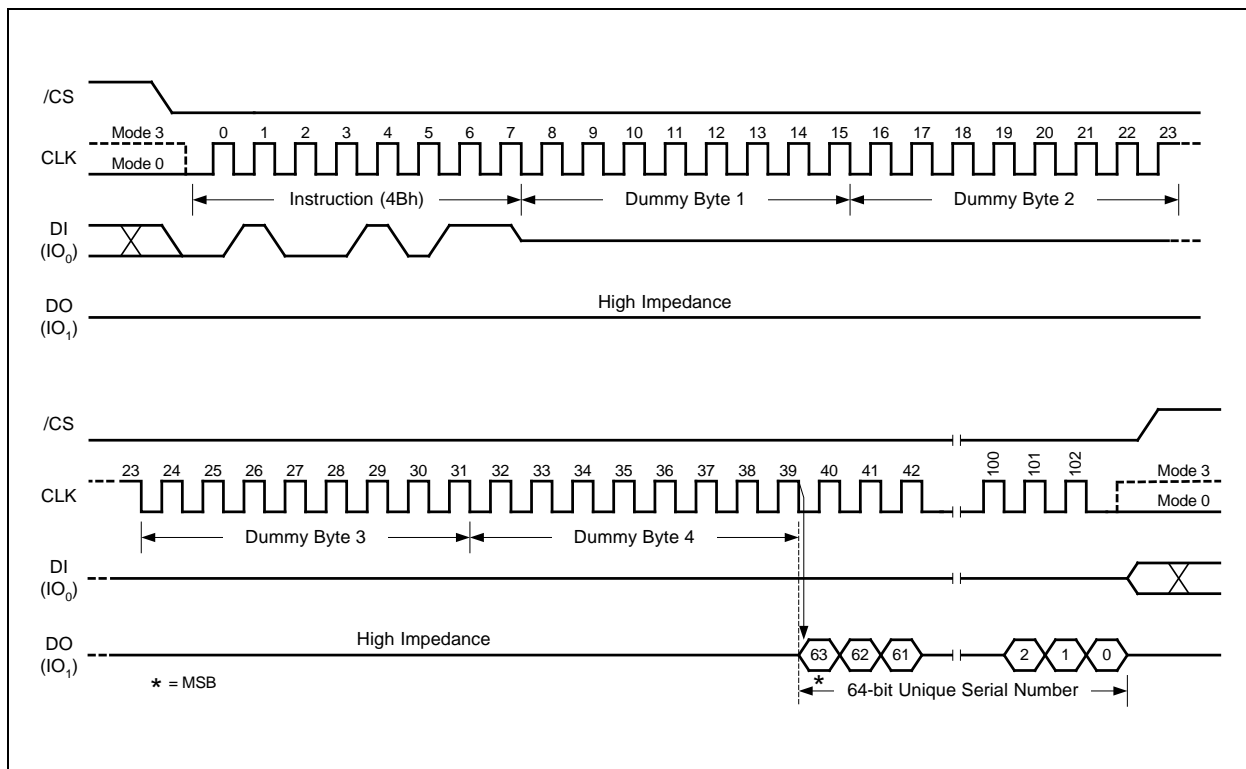 /CS
Mode 3
0 1 2 3 4 5 6 7 8 9 10 11 12 13 14 15 16 17 18 19 20 21 22 23
CLK
Mode 0
Instruction (4Bh) Dummy Byte 1 Dummy Byte 2
DI
(IO0)
High Impedance
DO
(IO1)
/CS
23 24 25 26 27 28 29 30 31 32 33 34 35 36 37 38 39 40 41 42 100 101 102
Mode 3
CLK
Mode 0
Dummy Byte 3 Dummy Byte 4
DI
(IO0)
High Impedance
DO
(IO1)
63 62 61 2 1 0
* = MSB
*
64-bit Unique Serial Number